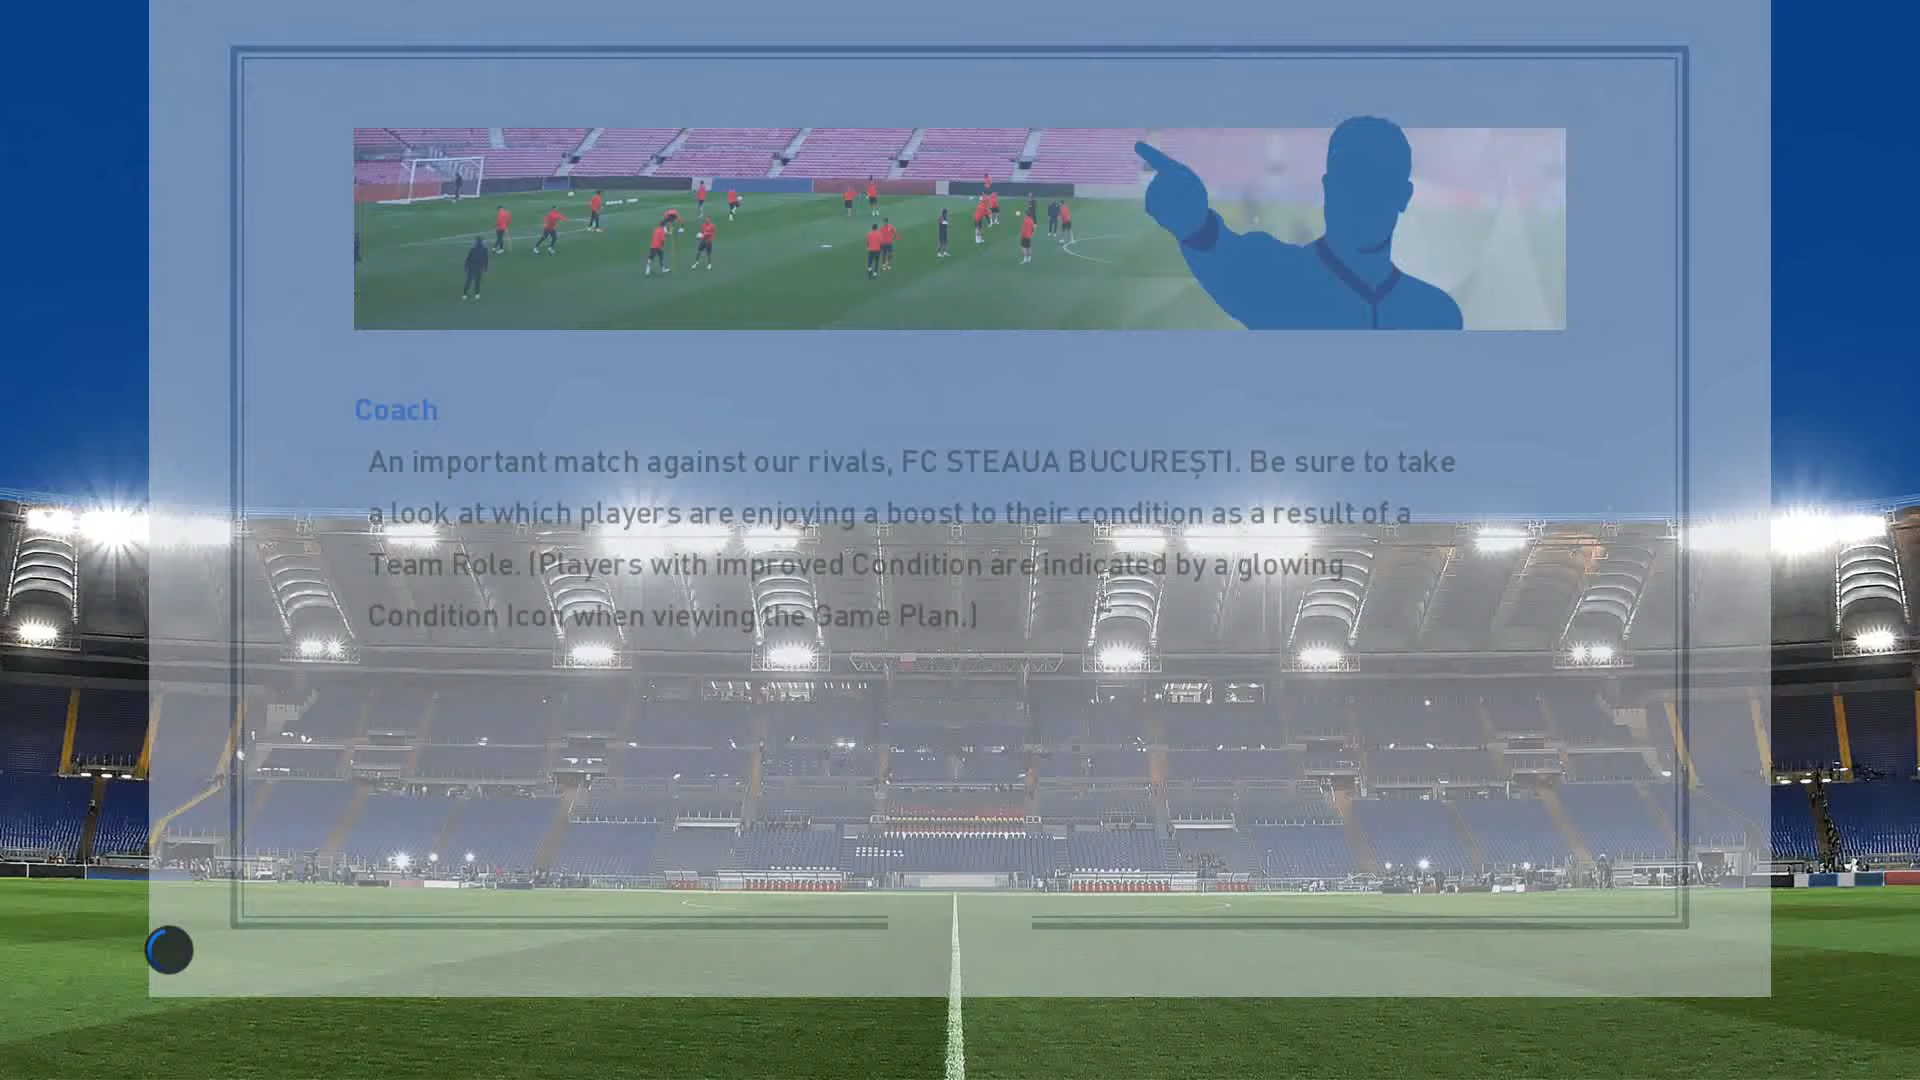 Coach
An important match against our rivals, FC STEAUA BUCUREȘTI. Be sure to take
a look at which players are enjoying a boost to their condition as a result of a
Team Role. (Players with improved Condition are indicated by a glowing
Condition Icon when viewing the Game Plan.)